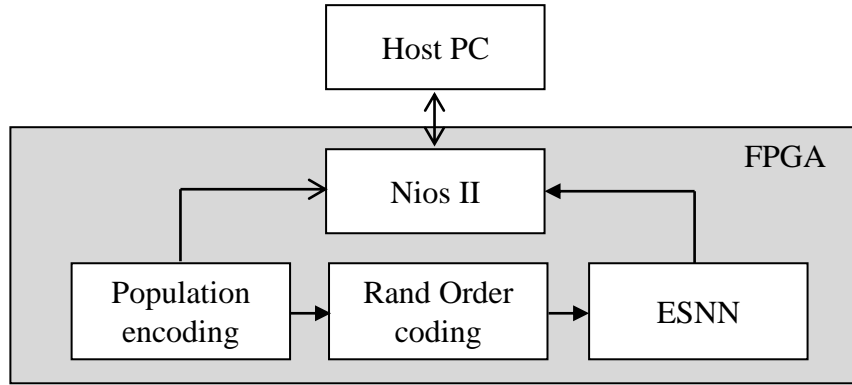 Host PC
FPGA
Nios II
Population
encoding
Rand Order
coding
ESNN